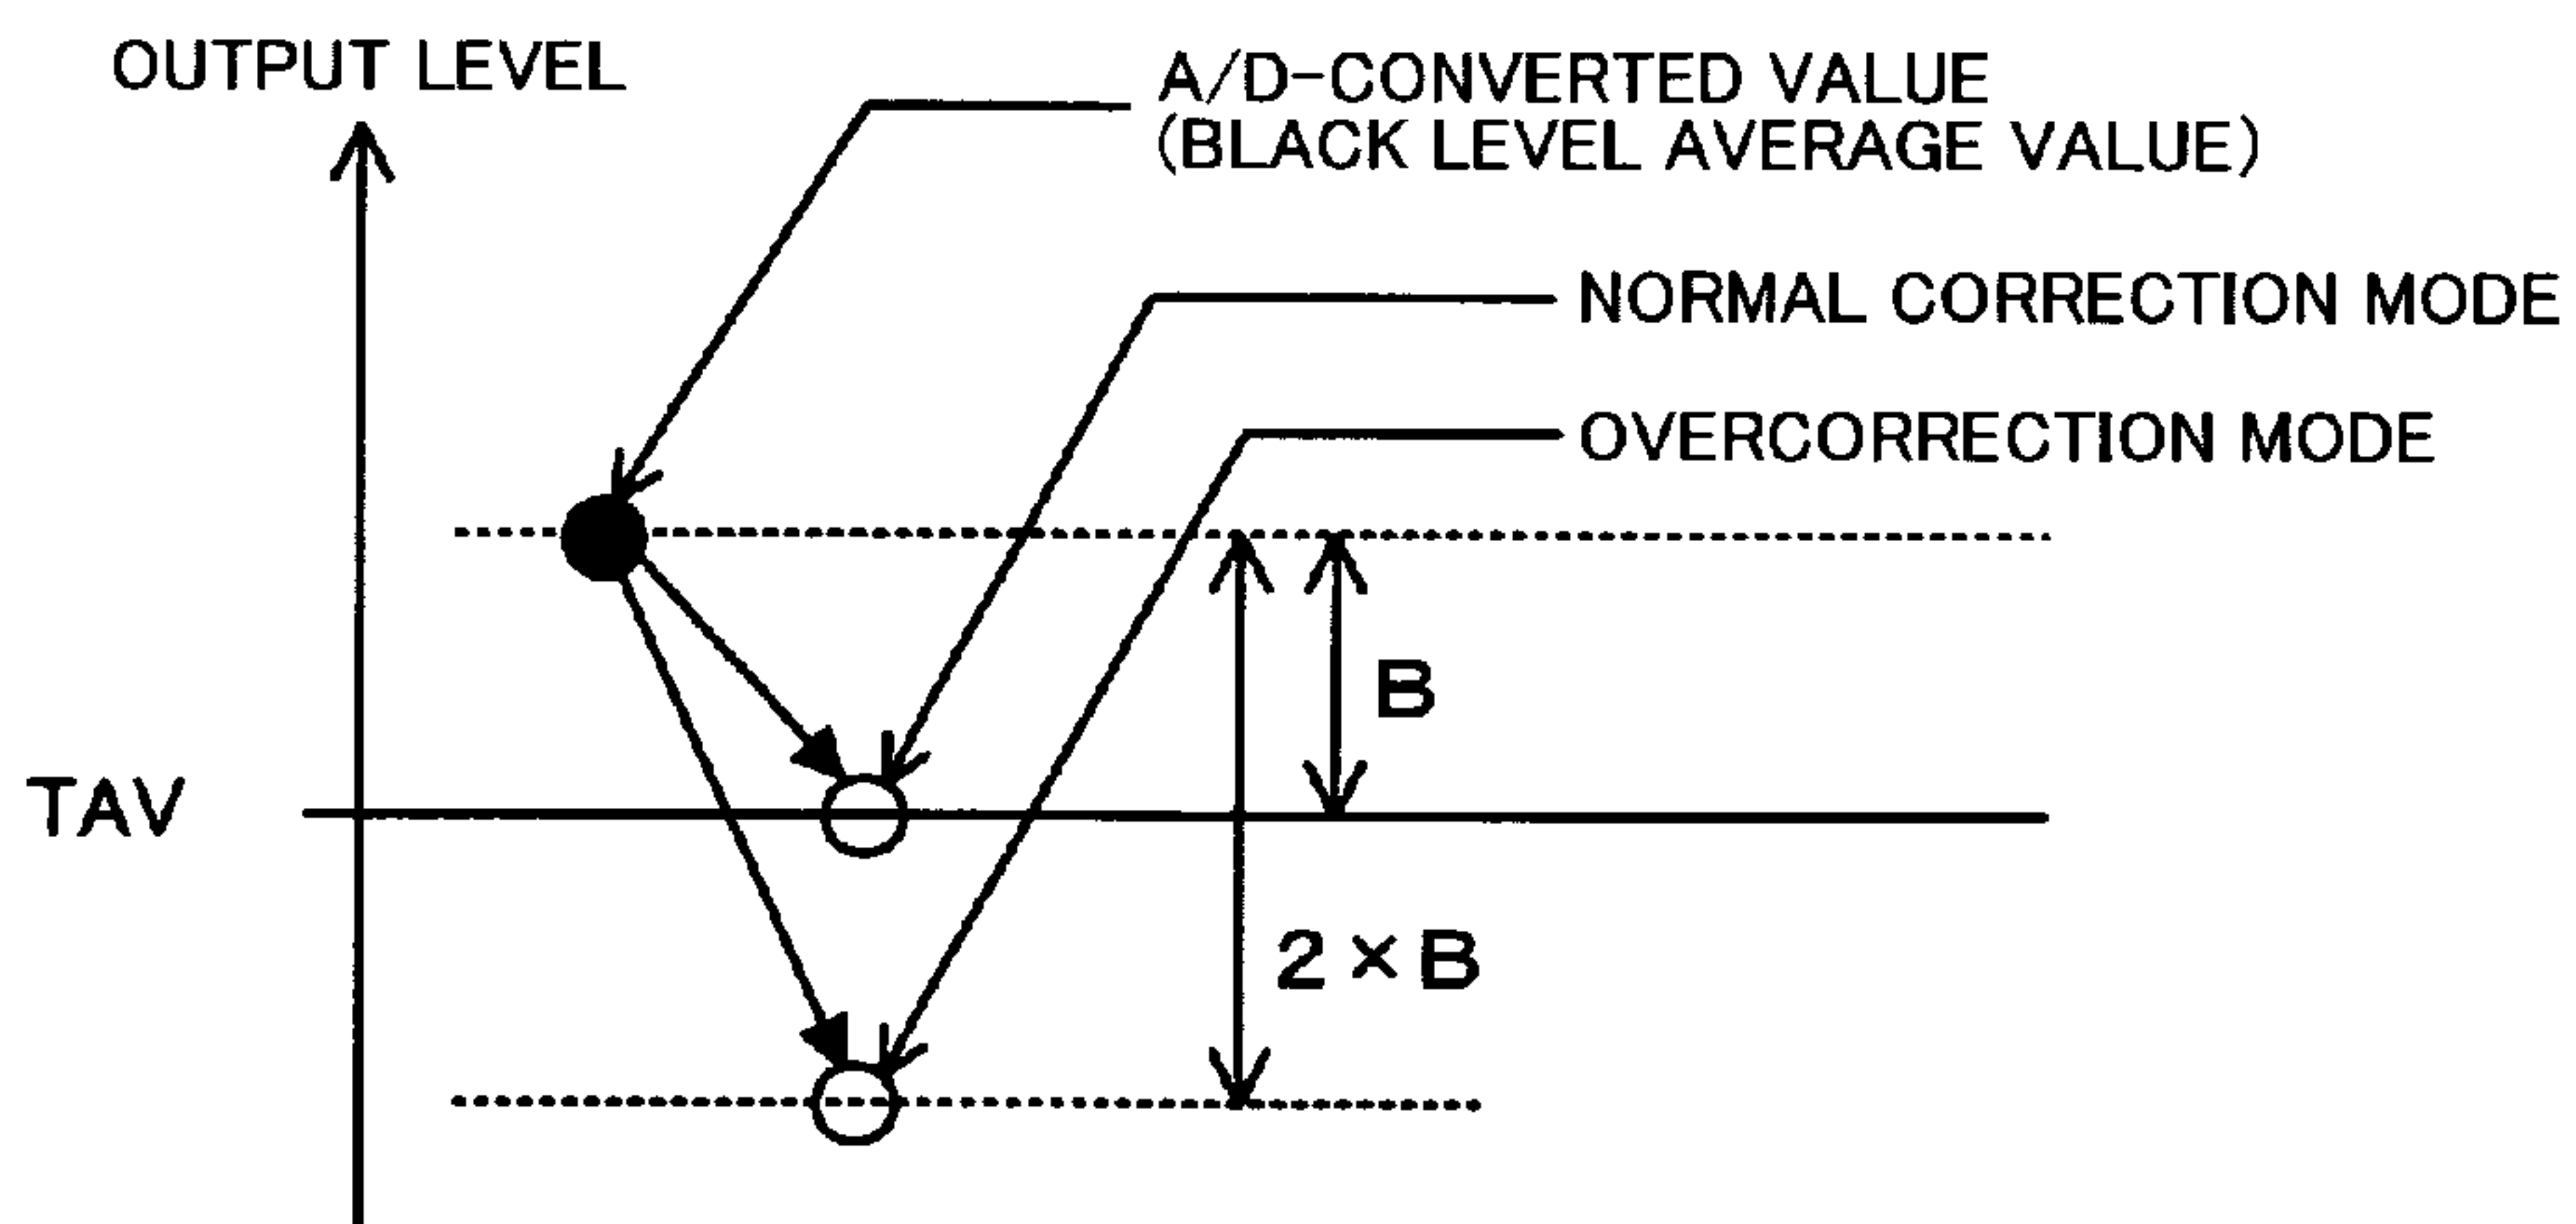 OUTPUT LEVEL
A/D-CONVERTED VALUE
(BLACK LEVEL AVERAGE VALUE)
NORMAL CORRECTION MODE
OVERCORRECTION MODE
B
TAV
2×B